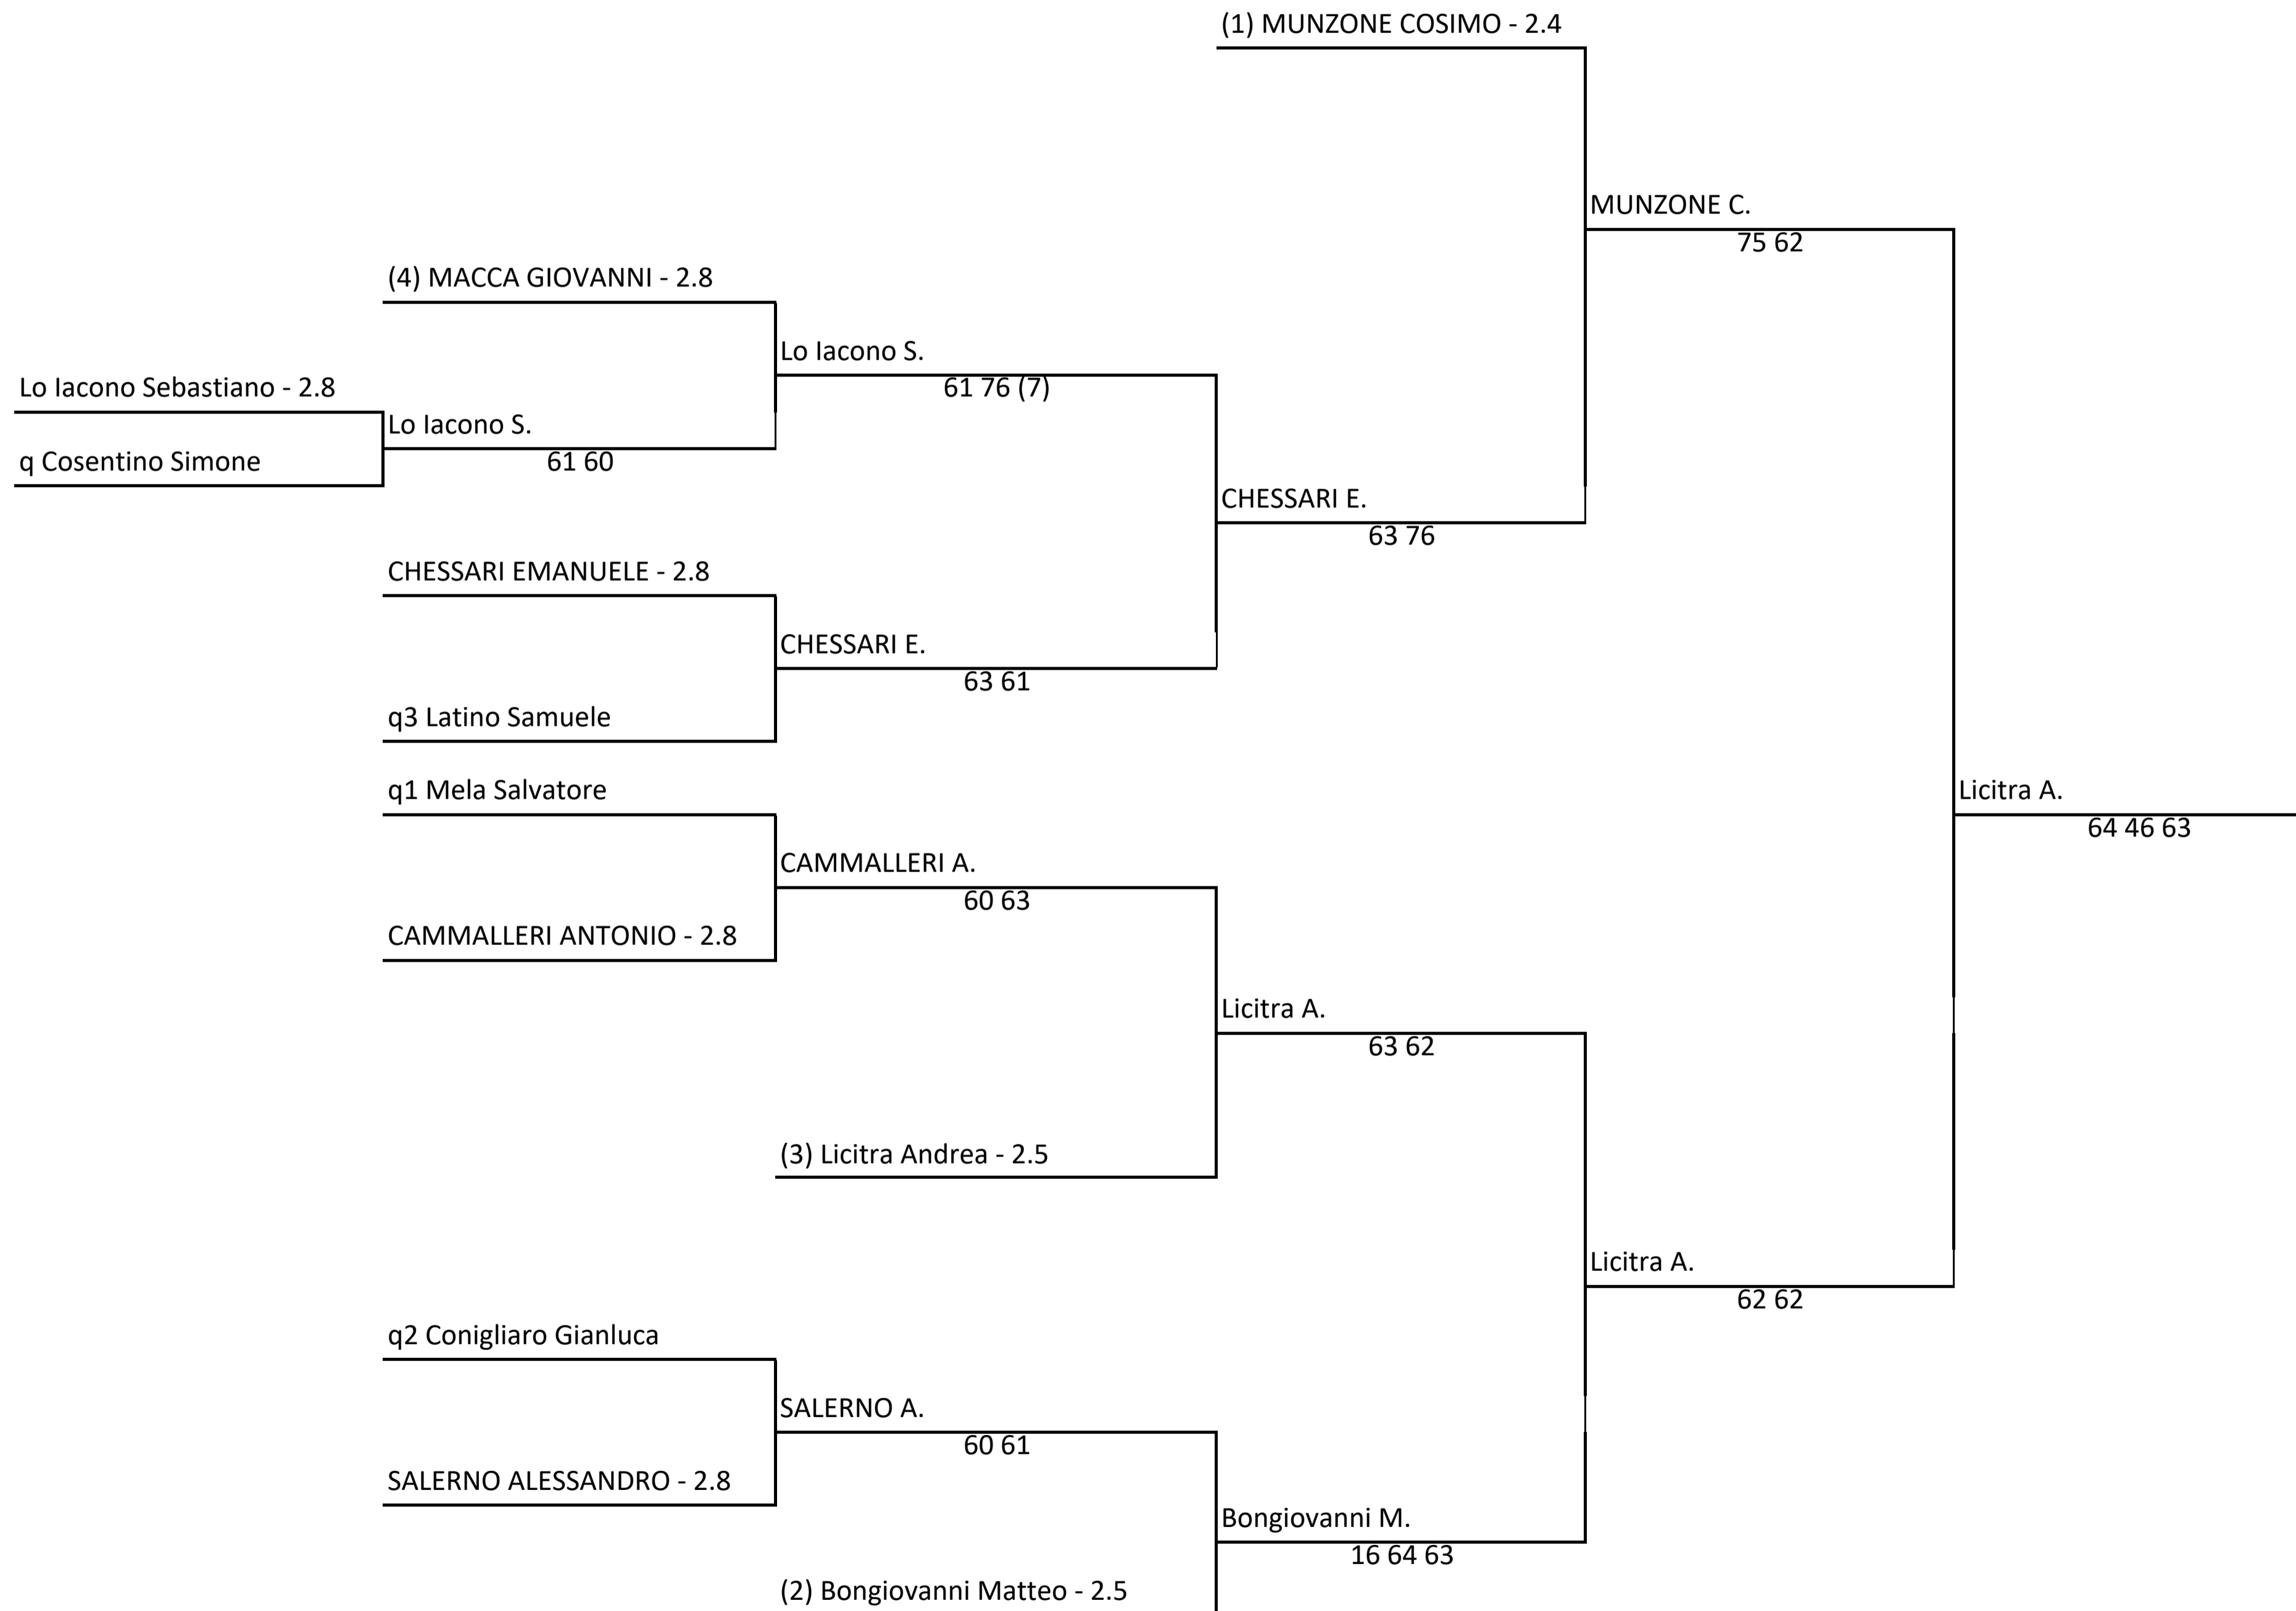 (1) MUNZONE COSIMO - 2.4
MUNZONE C.
75 62
(4) MACCA GIOVANNI - 2.8
Lo Iacono S.
61 76 (7)
Lo Iacono Sebastiano - 2.8
Lo Iacono S.
61 60
q Cosentino Simone
CHESSARI E.
63 76
CHESSARI EMANUELE - 2.8
CHESSARI E.
63 61
q3 Latino Samuele
q1 Mela Salvatore
Licitra A.
64 46 63
CAMMALLERI A.
60 63
CAMMALLERI ANTONIO - 2.8
Licitra A.
63 62
(3) Licitra Andrea - 2.5
Licitra A.
62 62
q2 Conigliaro Gianluca
SALERNO A.
60 61
SALERNO ALESSANDRO - 2.8
Bongiovanni M.
16 64 63
(2) Bongiovanni Matteo - 2.5